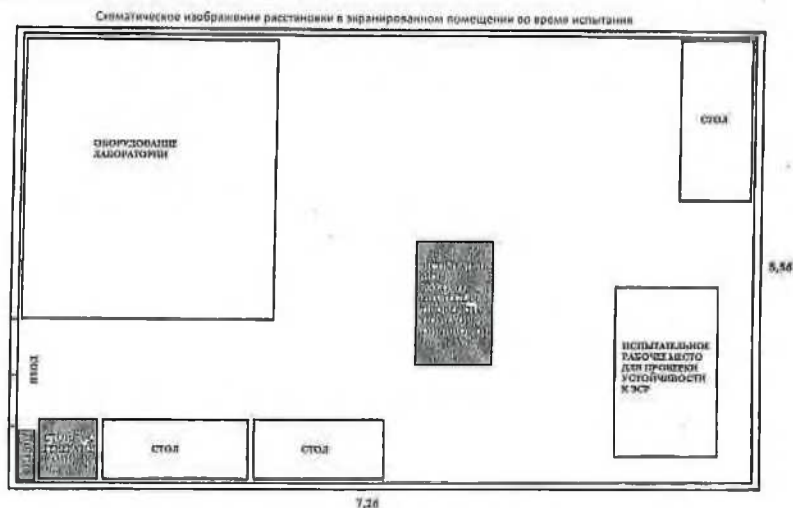 Схематическое изображение расстановки в экранированном помещении во время испытания
ОБОРУДОВАНИЕ
ЛАБОРАТОРИИ
СТОЛ
5,56
ИСПЫТАТЕЛЬНОЕ
РАБОЧЕЕ МЕСТО
ДЛЯ ПРОВЕРКИ
УСТОЙЧИВОСТИ
К ЭСР
ВХОД
СТОЛ
СТОЛ
7,26